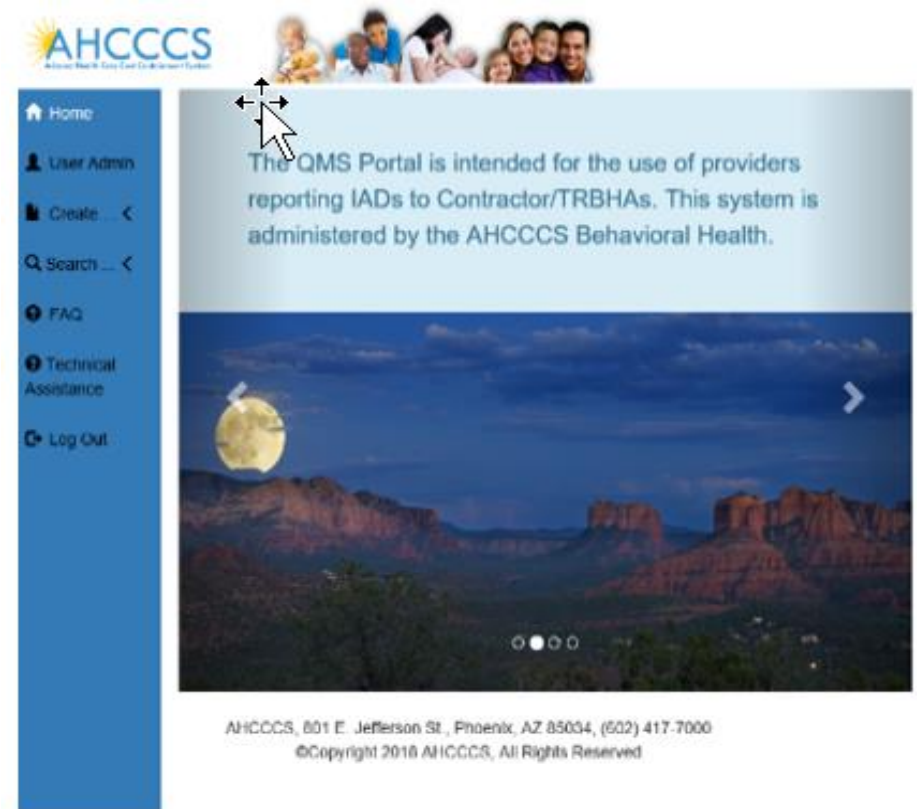 AHCCCS
Home
User Admin
Create ...
Search ...
FAQ
Technical
Assistance
Log Out
The QMS Portal is intended for the use of providers
reporting IADs to Contractor/TRBHAs. This system is
administered by the AHCCCS Behavioral Health.
AHCCCS, 801 E. Jefferson St., Phoenix, AZ 85034, (602) 417-7000
©Copyright 2018 AHCCCS, All Rights Reserved